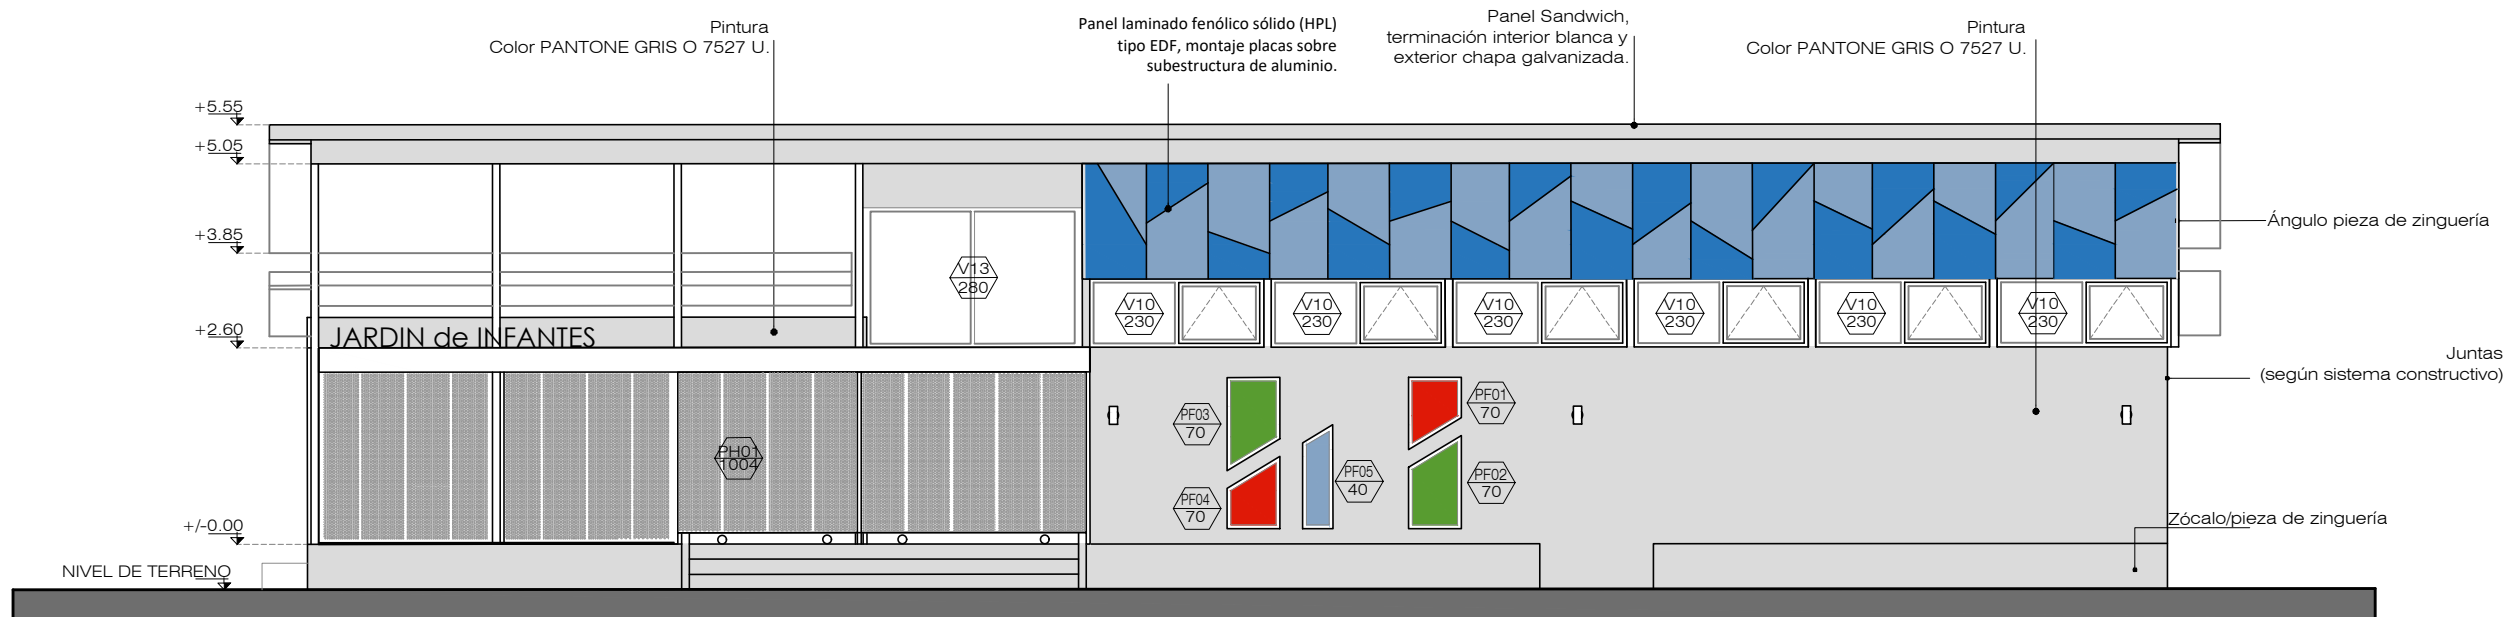 Pintura
Color PANTONE GRIS O 7527 U.
Panel laminado fenólico sólido (HPL)
tipo EDF, montaje placas sobre
subestructura de aluminio.
Panel Sandwich,
terminación interior blanca y
exterior chapa galvanizada.
Pintura
Color PANTONE GRIS O 7527 U.
+5.55
+5.05
+3.85
+2.60
+/-0.00
NIVEL DE TERRENO
Ángulo pieza de zinguería
V13
280
V10
230
V10
230
V10
230
V10
230
V10
230
V10
230
JARDIN de INFANTES
Juntas
(según sistema constructivo)
PF03
70
PF01
70
PH01
1004
PF05
40
PF02
70
PF04
70
Zócalo/pieza de zinguería